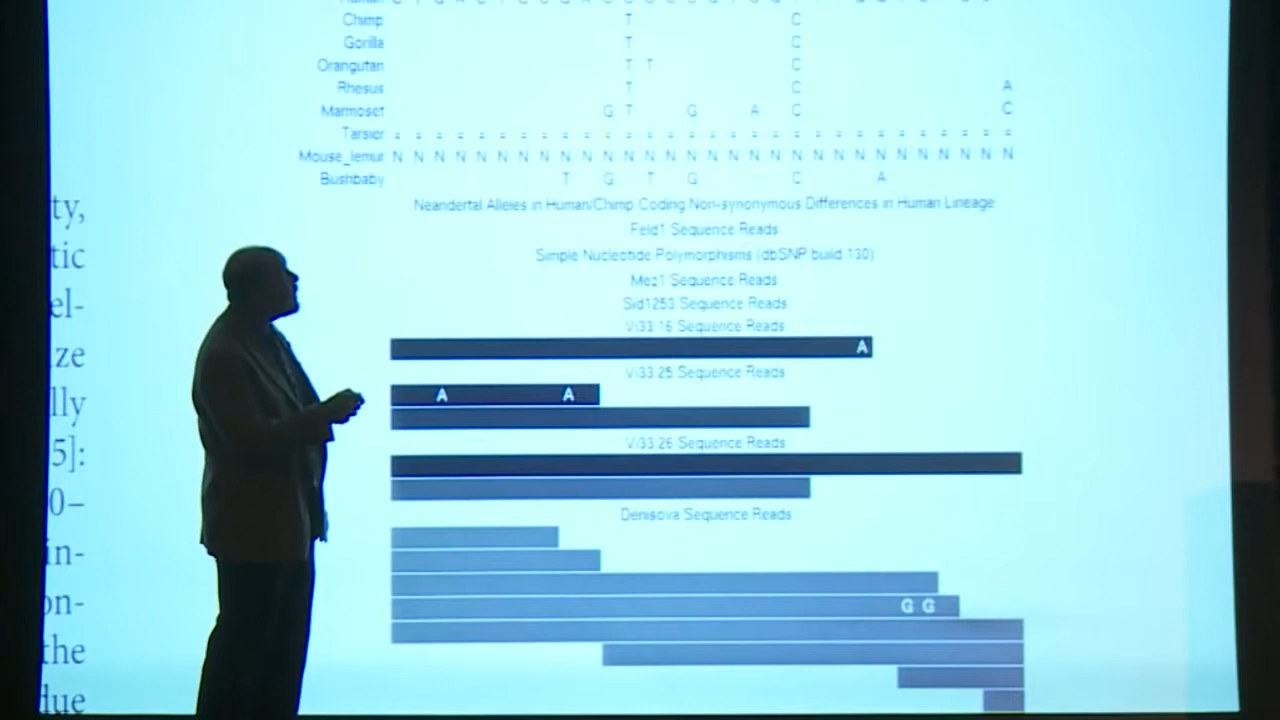 ty,
tic
el-
ize
lly
5]:
0–
in-
on-
the
due
Human
Chimp T C
Gorilla T C
Orangutan T T C
Rhesus T C A
Marmoset G T G A C C
Tarsier = = = = = = = = = = = = = = = = = = = = = = = = = = = = = =
Mouse_lemur N N N N N N N N N N N N N N N N N N N N N N N N N N N N N N
Bushbaby T G T G C A
Neandertal Alleles in Human/Chimp Coding Non-synonymous Differences in Human Lineage
Feld1 Sequence Reads
Simple Nucleotide Polymorphisms (dbSNP build 130)
Mez1 Sequence Reads
Sid1253 Sequence Reads
Vi33.16 Sequence Reads
A
Vi33.25 Sequence Reads
A A
Vi33.26 Sequence Reads
Denisova Sequence Reads
G G